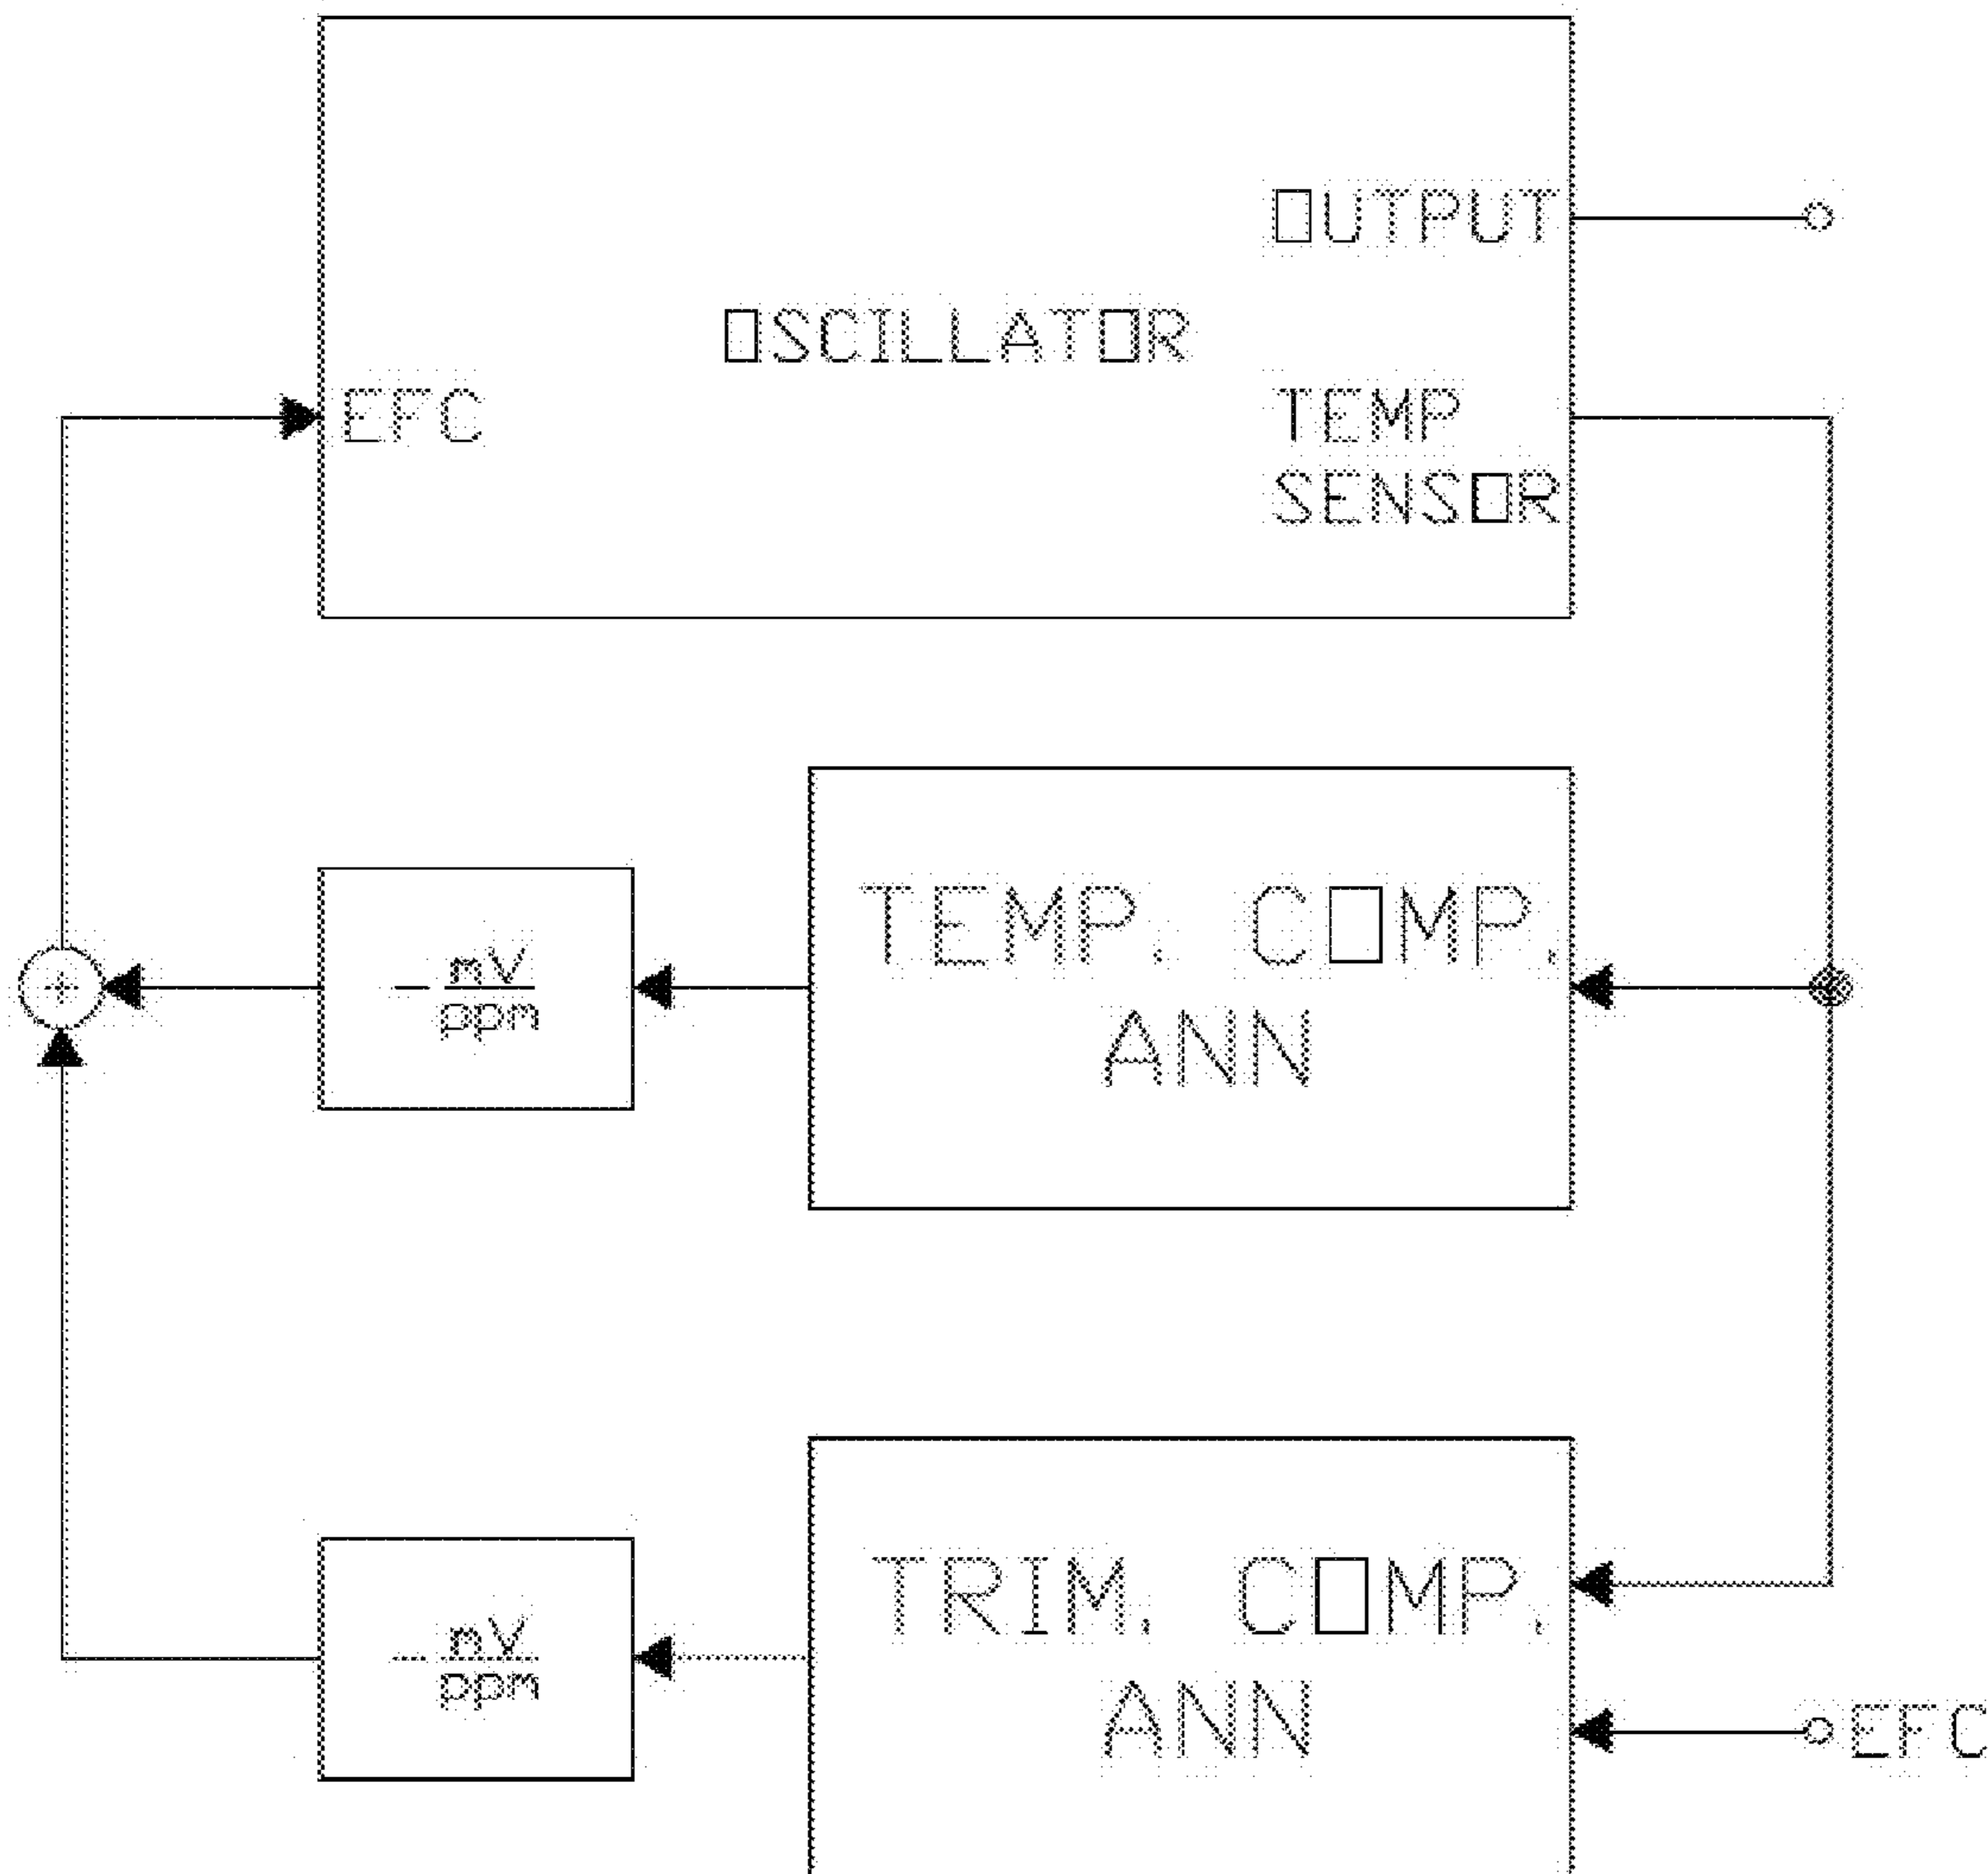 OUTPUT
OSCILLATOR
EFC
TEMP
SENSOR
TEMP. COMP.
ANN
+
- mV
ppm
TRIM. COMP.
ANN
- mV
ppm
EFC